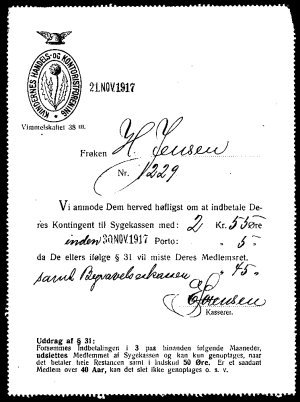 KVINDERNES HANDELS- OG KONTORISTFORENING
Vimmelskaftet 38 III.
21. NOV 1917
Frøken H. Jensen
Nr. 1229
Vi anmode Dem herved høfligst om at indbetale De-
res Kontingent til Sygekassen med: 2 Kr. 55 Øre
inden 30 NOV 1917 Porto: " 5 "
da De ellers ifølge § 31 vil miste Deres Medlemsret.
samt Begravelseskassen " 45 "
Sørensen
Kasserer.
Uddrag af § 31:
Forsømmes Indbetalingen i 3 paa hinanden følgende Maaneder,
udslettes Medlemmet af Sygekassen og kan kun genoptages, naar
det betaler hele Restancen samt i Indskud 50 Øre. Er et saadant
Medlem over 40 Aar, kan det slet ikke genoptages o. s. v.